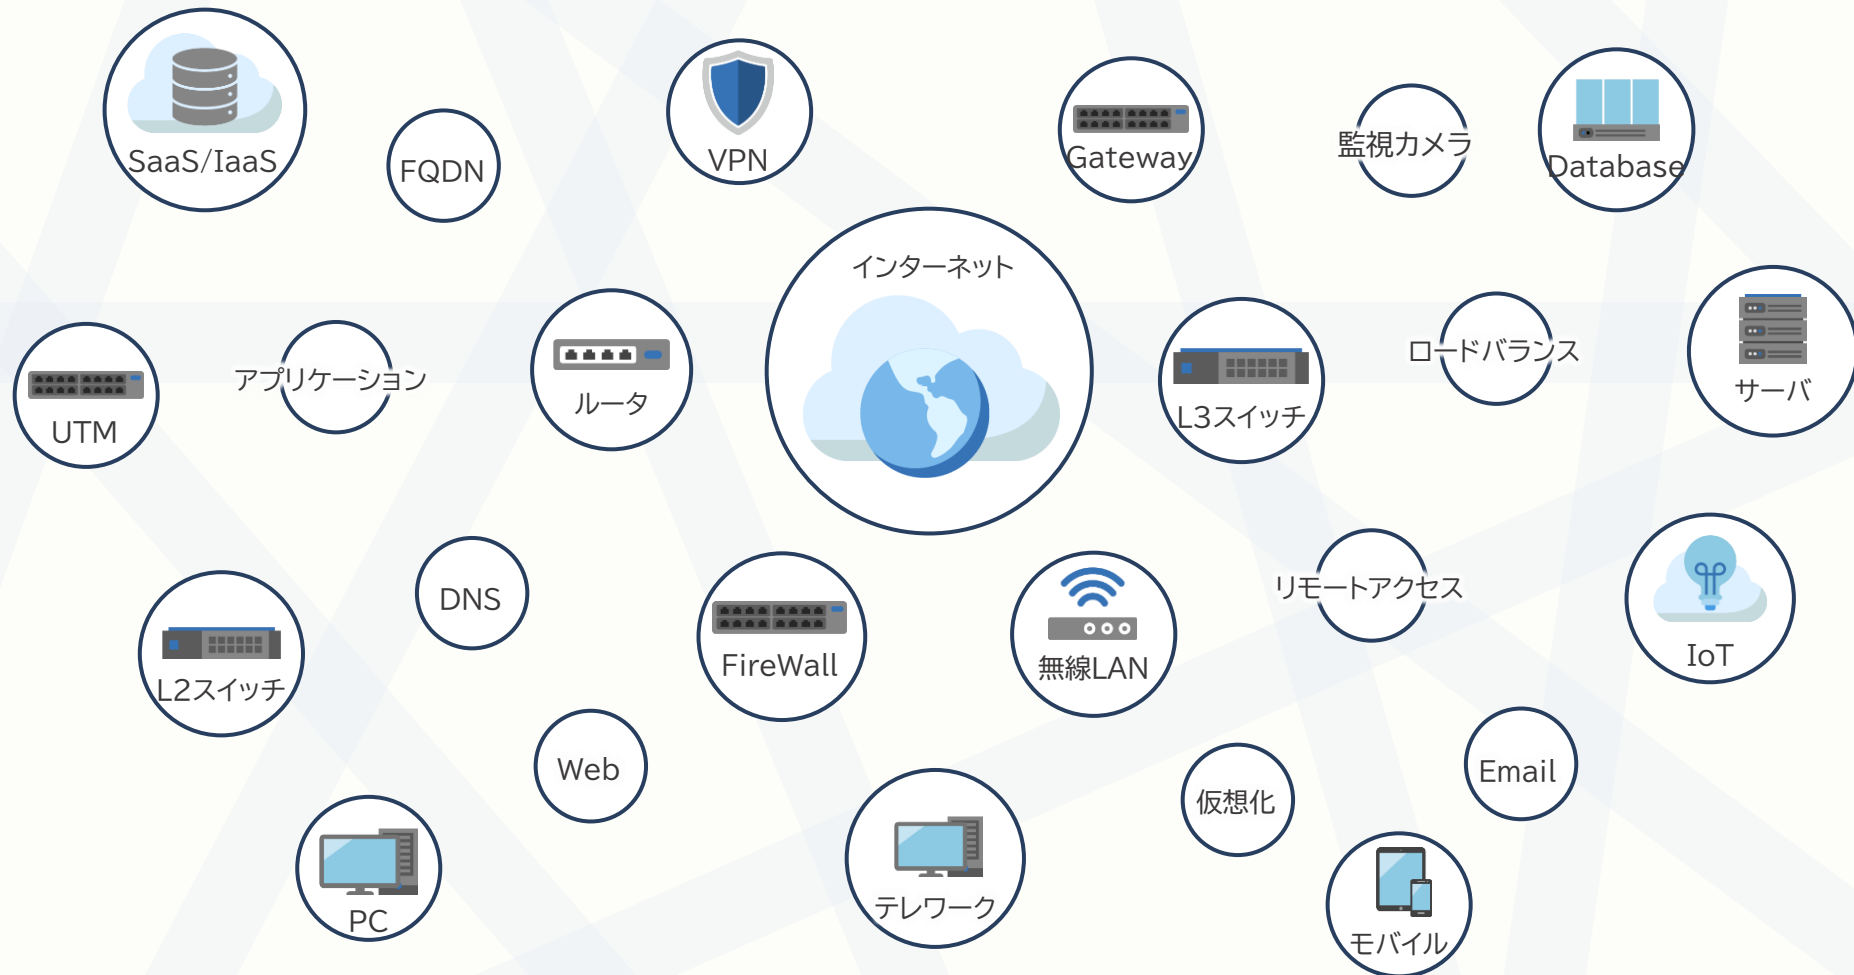 SaaS/IaaS
FQDN
VPN
Gateway
監視カメラ
Database
インターネット
UTM
アプリケーション
ルータ
L3スイッチ
ロードバランス
サーバ
L2スイッチ
DNS
FireWall
無線LAN
リモートアクセス
IoT
Web
仮想化
Email
PC
テレワーク
モバイル